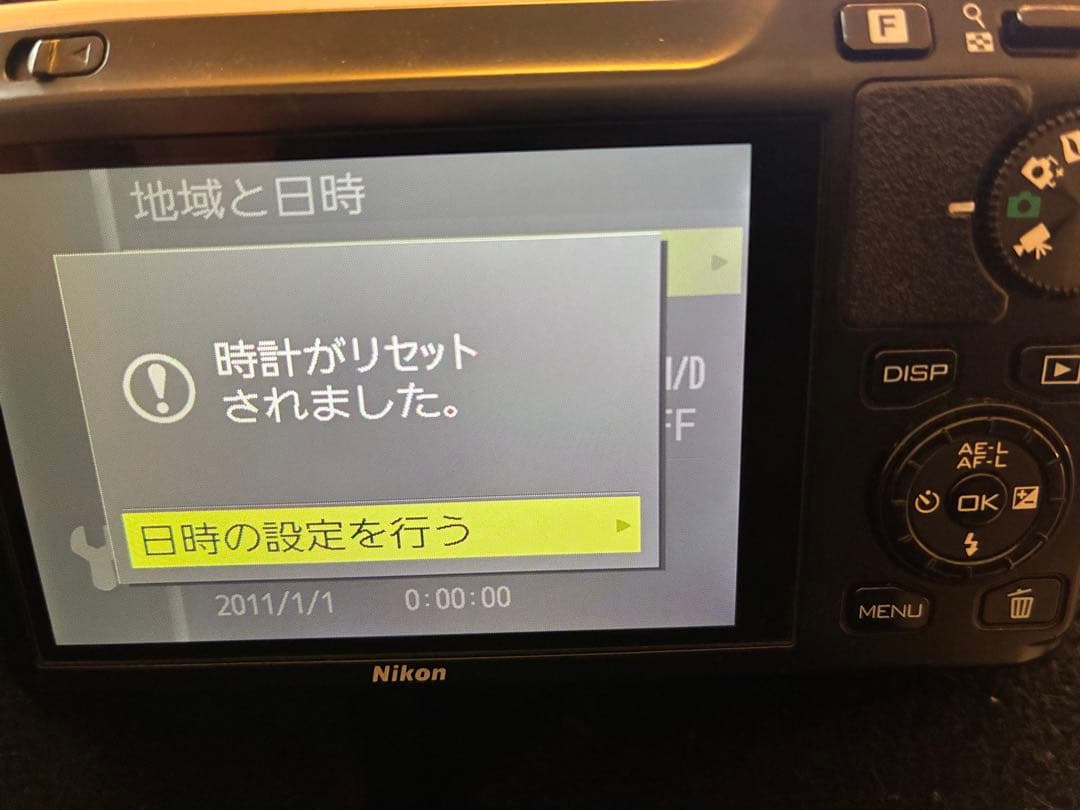 F
地域と日時
時計がリセット
されました。
/D
FF
日時の設定を行う
2011/1/1 0:00:00
DISP
AE-L
AF-L
OK
MENU
Nikon